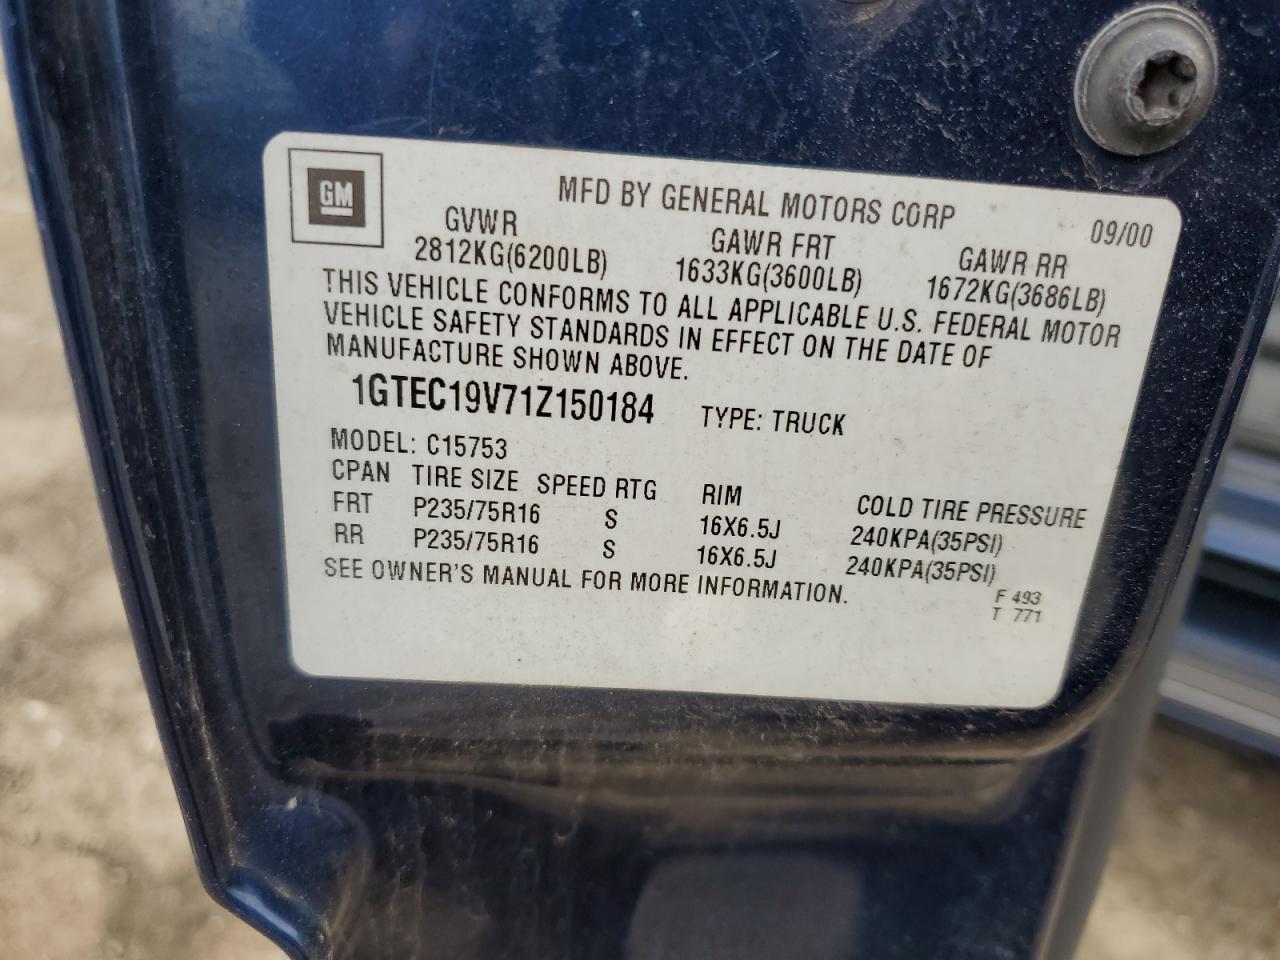 GM
MFD BY GENERAL MOTORS CORP
09/00
GVWR GAWR FRT GAWR RR
2812KG(6200LB) 1633KG(3600LB) 1672KG(3686LB)
THIS VEHICLE CONFORMS TO ALL APPLICABLE U.S. FEDERAL MOTOR
VEHICLE SAFETY STANDARDS IN EFFECT ON THE DATE OF
MANUFACTURE SHOWN ABOVE.
1GTEC19V71Z150184 TYPE: TRUCK
MODEL: C15753
CPAN TIRE SIZE SPEED RTG RIM COLD TIRE PRESSURE
FRT P235/75R16 S 16X6.5J 240KPA(35PSI)
RR P235/75R16 S 16X6.5J 240KPA(35PSI)
SEE OWNER'S MANUAL FOR MORE INFORMATION.
F 493
T 771